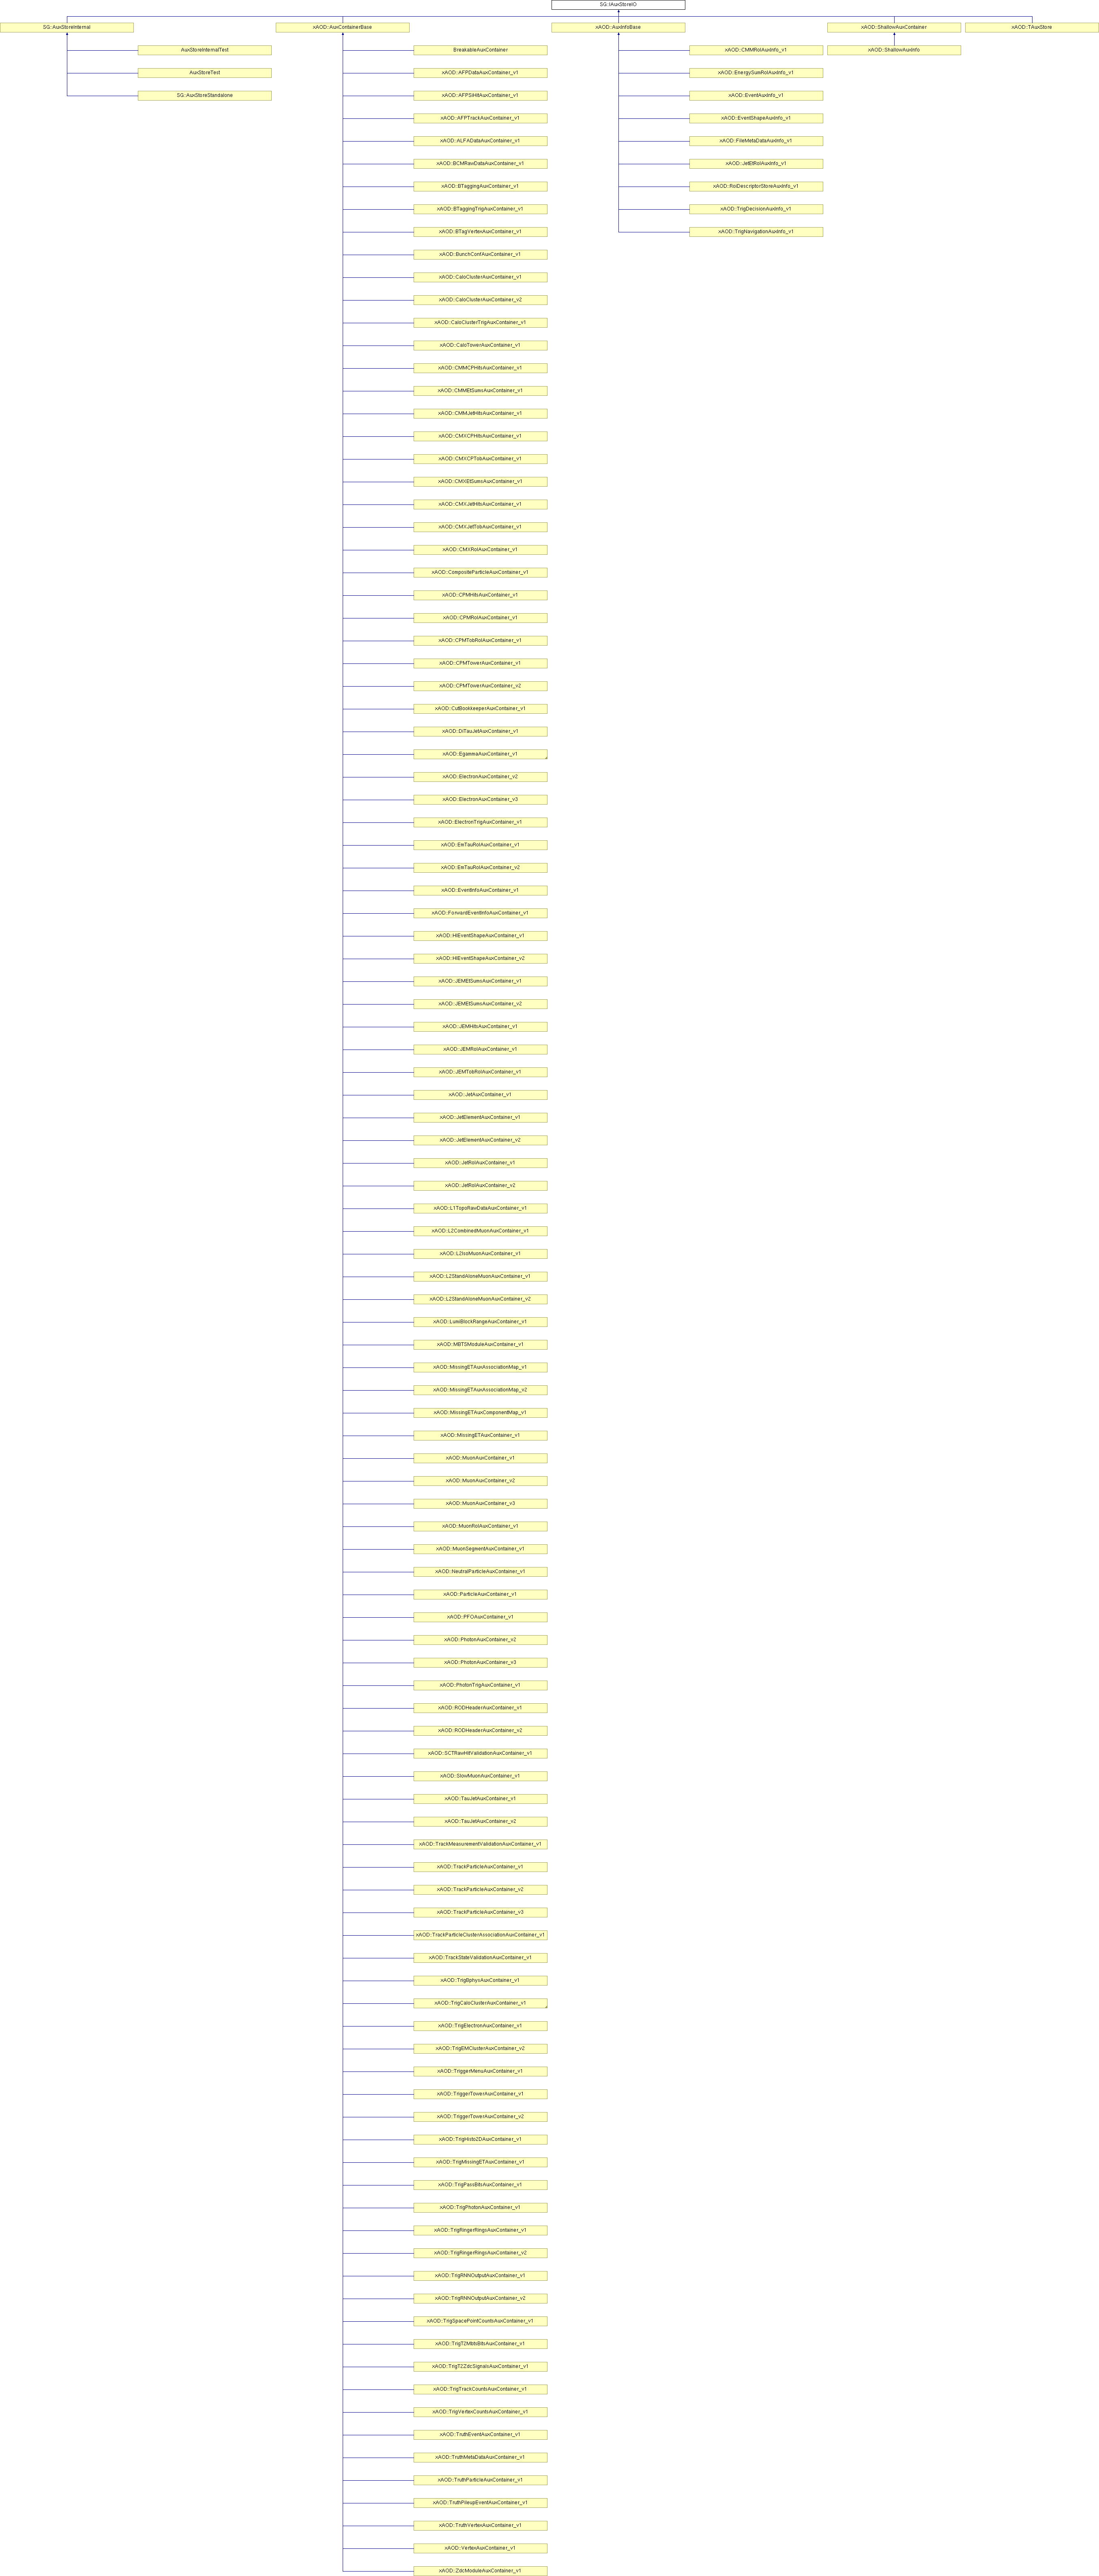 SG::IAuxStoreIO
SG::AuxStoreInternal
xAOD::AuxContainerBase
xAOD::AuxInfoBase
xAOD::ShallowAuxContainer
xAOD::TAuxStore
AuxStoreInternalTest
AuxStoreTest
SG::AuxStoreStandalone
BreakableAuxContainer
xAOD::AFPDataAuxContainer_v1
xAOD::AFPSiHitAuxContainer_v1
xAOD::AFPTrackAuxContainer_v1
xAOD::ALFADataAuxContainer_v1
xAOD::BCMRawDataAuxContainer_v1
xAOD::BTaggingAuxContainer_v1
xAOD::BTaggingTrigAuxContainer_v1
xAOD::BTagVertexAuxContainer_v1
xAOD::BunchConfAuxContainer_v1
xAOD::CaloClusterAuxContainer_v1
xAOD::CaloClusterAuxContainer_v2
xAOD::CaloClusterTrigAuxContainer_v1
xAOD::CaloTowerAuxContainer_v1
xAOD::CMMCPHitsAuxContainer_v1
xAOD::CMMEtSumsAuxContainer_v1
xAOD::CMMJetHitsAuxContainer_v1
xAOD::CMXCPHitsAuxContainer_v1
xAOD::CMXCPTobAuxContainer_v1
xAOD::CMXEtSumsAuxContainer_v1
xAOD::CMXJetHitsAuxContainer_v1
xAOD::CMXJetTobAuxContainer_v1
xAOD::CMXRoIAuxContainer_v1
xAOD::CompositeParticleAuxContainer_v1
xAOD::CPMHitsAuxContainer_v1
xAOD::CPMRoIAuxContainer_v1
xAOD::CPMTobRoIAuxContainer_v1
xAOD::CPMTowerAuxContainer_v1
xAOD::CPMTowerAuxContainer_v2
xAOD::CutBookkeeperAuxContainer_v1
xAOD::DiTauJetAuxContainer_v1
xAOD::EgammaAuxContainer_v1
xAOD::ElectronAuxContainer_v2
xAOD::ElectronAuxContainer_v3
xAOD::ElectronTrigAuxContainer_v1
xAOD::EmTauRoIAuxContainer_v1
xAOD::EmTauRoIAuxContainer_v2
xAOD::EventInfoAuxContainer_v1
xAOD::ForwardEventInfoAuxContainer_v1
xAOD::HIEventShapeAuxContainer_v1
xAOD::HIEventShapeAuxContainer_v2
xAOD::JEMEtSumsAuxContainer_v1
xAOD::JEMEtSumsAuxContainer_v2
xAOD::JEMHitsAuxContainer_v1
xAOD::JEMRoIAuxContainer_v1
xAOD::JEMTobRoIAuxContainer_v1
xAOD::JetAuxContainer_v1
xAOD::JetElementAuxContainer_v1
xAOD::JetElementAuxContainer_v2
xAOD::JetRoIAuxContainer_v1
xAOD::JetRoIAuxContainer_v2
xAOD::L1TopoRawDataAuxContainer_v1
xAOD::L2CombinedMuonAuxContainer_v1
xAOD::L2IsoMuonAuxContainer_v1
xAOD::L2StandAloneMuonAuxContainer_v1
xAOD::L2StandAloneMuonAuxContainer_v2
xAOD::LumiBlockRangeAuxContainer_v1
xAOD::MBTSModuleAuxContainer_v1
xAOD::MissingETAuxAssociationMap_v1
xAOD::MissingETAuxAssociationMap_v2
xAOD::MissingETAuxComponentMap_v1
xAOD::MissingETAuxContainer_v1
xAOD::MuonAuxContainer_v1
xAOD::MuonAuxContainer_v2
xAOD::MuonAuxContainer_v3
xAOD::MuonRoIAuxContainer_v1
xAOD::MuonSegmentAuxContainer_v1
xAOD::NeutralParticleAuxContainer_v1
xAOD::ParticleAuxContainer_v1
xAOD::PFOAuxContainer_v1
xAOD::PhotonAuxContainer_v2
xAOD::PhotonAuxContainer_v3
xAOD::PhotonTrigAuxContainer_v1
xAOD::RODHeaderAuxContainer_v1
xAOD::RODHeaderAuxContainer_v2
xAOD::SCTRawHitValidationAuxContainer_v1
xAOD::SlowMuonAuxContainer_v1
xAOD::TauJetAuxContainer_v1
xAOD::TauJetAuxContainer_v2
xAOD::TrackMeasurementValidationAuxContainer_v1
xAOD::TrackParticleAuxContainer_v1
xAOD::TrackParticleAuxContainer_v2
xAOD::TrackParticleAuxContainer_v3
xAOD::TrackParticleClusterAssociationAuxContainer_v1
xAOD::TrackStateValidationAuxContainer_v1
xAOD::TrigBphysAuxContainer_v1
xAOD::TrigCaloClusterAuxContainer_v1
xAOD::TrigElectronAuxContainer_v1
xAOD::TrigEMClusterAuxContainer_v2
xAOD::TriggerMenuAuxContainer_v1
xAOD::TriggerTowerAuxContainer_v1
xAOD::TriggerTowerAuxContainer_v2
xAOD::TrigHisto2DAuxContainer_v1
xAOD::TrigMissingETAuxContainer_v1
xAOD::TrigPassBitsAuxContainer_v1
xAOD::TrigPhotonAuxContainer_v1
xAOD::TrigRingerRingsAuxContainer_v1
xAOD::TrigRingerRingsAuxContainer_v2
xAOD::TrigRNNOutputAuxContainer_v1
xAOD::TrigRNNOutputAuxContainer_v2
xAOD::TrigSpacePointCountsAuxContainer_v1
xAOD::TrigT2MbtsBitsAuxContainer_v1
xAOD::TrigT2ZdcSignalsAuxContainer_v1
xAOD::TrigTrackCountsAuxContainer_v1
xAOD::TrigVertexCountsAuxContainer_v1
xAOD::TruthEventAuxContainer_v1
xAOD::TruthMetaDataAuxContainer_v1
xAOD::TruthParticleAuxContainer_v1
xAOD::TruthPileupEventAuxContainer_v1
xAOD::TruthVertexAuxContainer_v1
xAOD::VertexAuxContainer_v1
xAOD::ZdcModuleAuxContainer_v1
xAOD::CMMRoIAuxInfo_v1
xAOD::EnergySumRoIAuxInfo_v1
xAOD::EventAuxInfo_v1
xAOD::EventShapeAuxInfo_v1
xAOD::FileMetaDataAuxInfo_v1
xAOD::JetEtRoIAuxInfo_v1
xAOD::RoiDescriptorStoreAuxInfo_v1
xAOD::TrigDecisionAuxInfo_v1
xAOD::TrigNavigationAuxInfo_v1
xAOD::ShallowAuxInfo